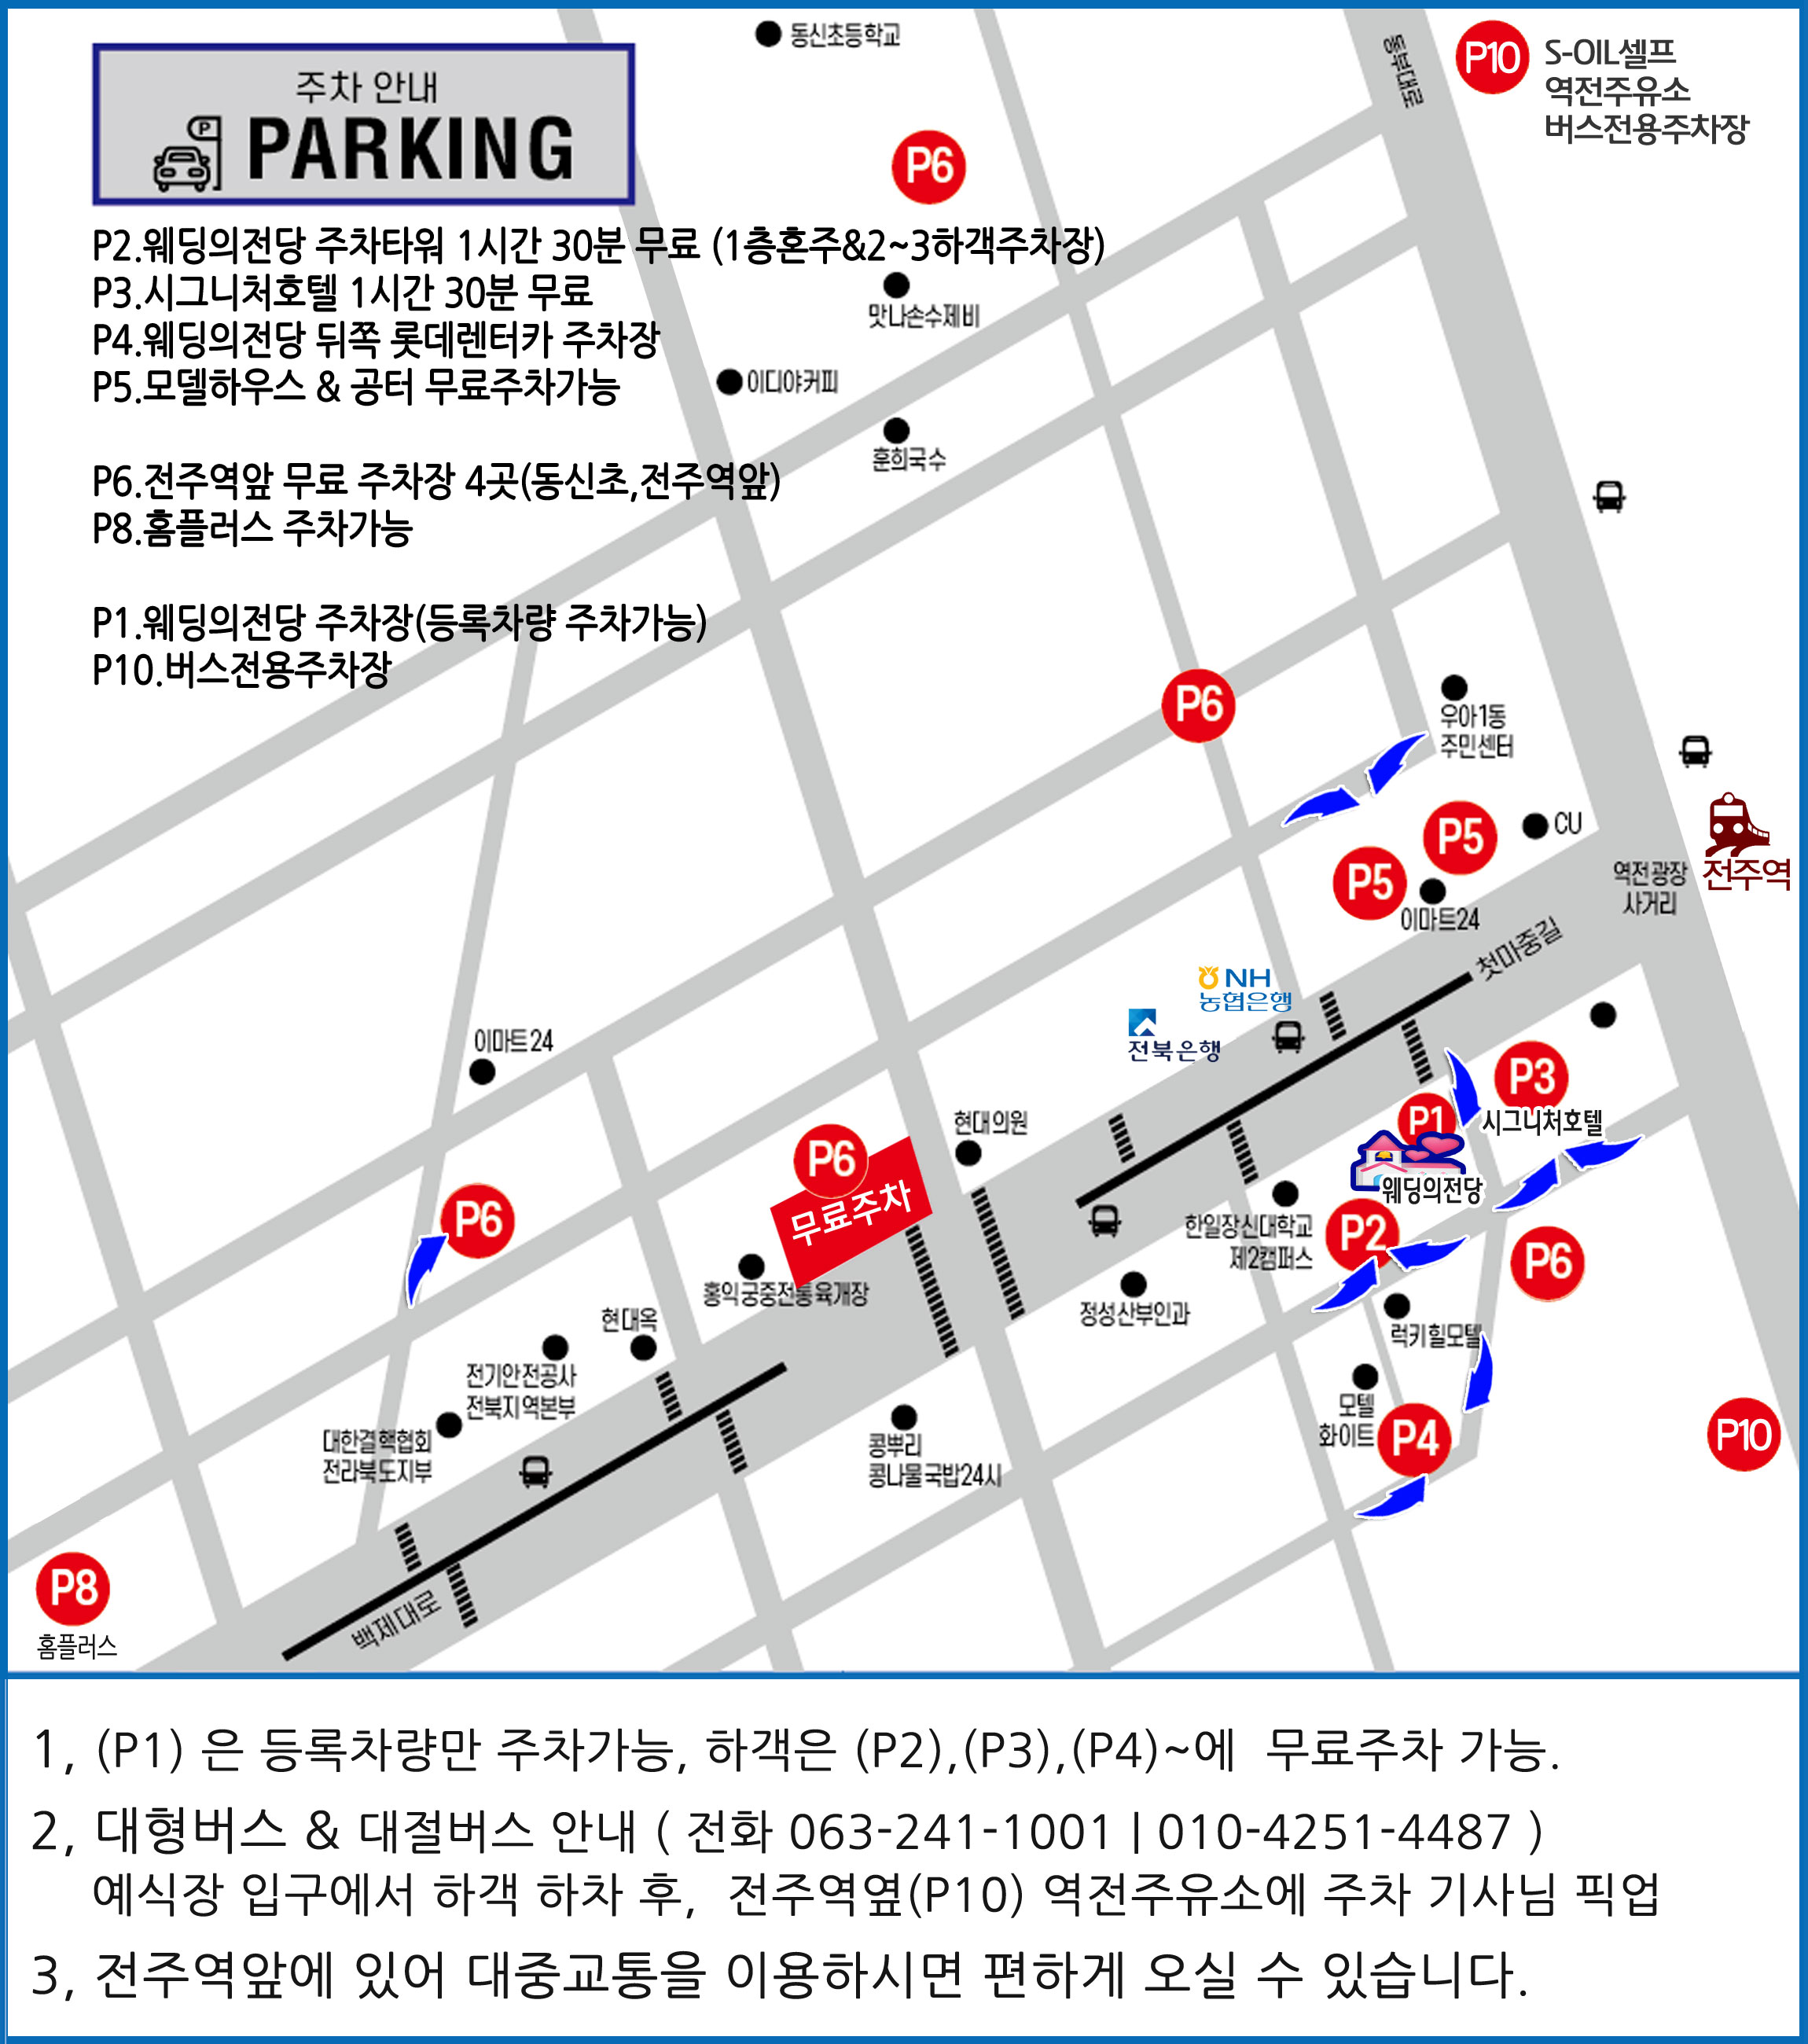 주차 안내
P
PARKING
P2.웨딩의전당 주차타워 1시간 30분 무료 (1층혼주&2~3하객주차장)
P3.시그니처호텔 1시간 30분 무료
P4.웨딩의전당 뒤쪽 롯데렌터카 주차장
P5.모델하우스 & 공터 무료주차가능
P6.전주역앞 무료 주차장 4곳(동신초,전주역앞)
P8.홈플러스 주차가능
P1.웨딩의전당 주차장(등록차량 주차가능)
P10.버스전용주차장
동신초등학교
동부대로
P10
S-OIL셀프
역전주유소
버스전용주차장
P6
맛나손수제비
이디야커피
훈희국수
P6
우아1동
주민센터
P5
CU
P5
이마트24
역전광장
사거리
전주역
첫마중길
NH
농협은행
전북은행
이마트24
P3
시그니처호텔
P1
웨딩의전당
현대의원
P6
무료주차
P6
한일장신대학교
제2캠퍼스
P2
P6
홍익궁중전통육개장
정성산부인과
현대옥
럭키힐모텔
전기안전공사
전북지역본부
모텔
화이트
P4
P10
대한결핵협회
전라북도지부
콩뿌리
콩나물국밥24시
P8
홈플러스
백제대로
1, (P1) 은 등록차량만 주차가능, 하객은 (P2),(P3),(P4)~에 무료주차 가능.
2, 대형버스 & 대절버스 안내 ( 전화 063-241-1001 | 010-4251-4487 )
예식장 입구에서 하객 하차 후, 전주역옆(P10) 역전주유소에 주차 기사님 픽업
3, 전주역앞에 있어 대중교통을 이용하시면 편하게 오실 수 있습니다.